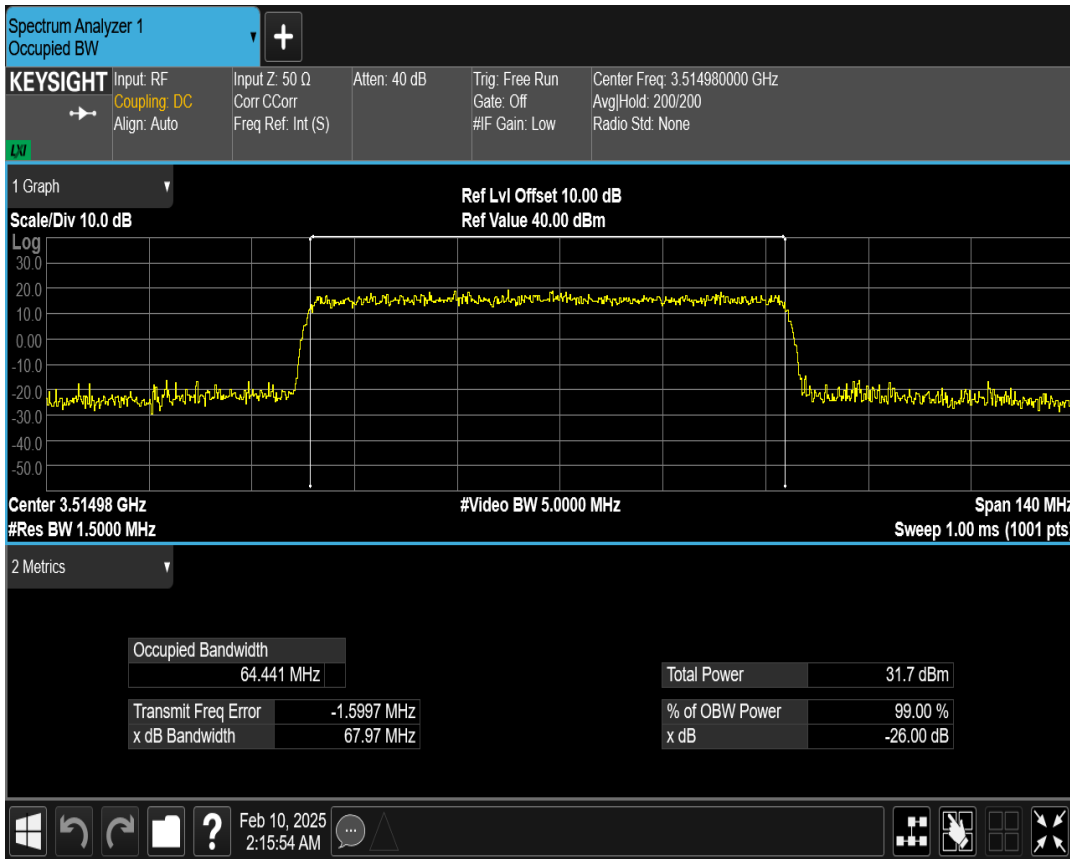 Spectrum Analyzer 1
Occupied BW
KEYSIGHT
LXI
Input: RF
Coupling: DC
Align: Auto
Input Z: 50 Ω
Corr CCorr
Freq Ref: Int (S)
Atten: 40 dB
Trig: Free Run
Gate: Off
#IF Gain: Low
Center Freq: 3.514980000 GHz
Avg|Hold: 200/200
Radio Std: None
1 Graph
Scale/Div 10.0 dB
Ref Lvl Offset 10.00 dB
Ref Value 40.00 dBm
Log
30.0
20.0
10.0
0.00
-10.0
-20.0
-30.0
-40.0
-50.0
Center 3.51498 GHz
#Video BW 5.0000 MHz
Span 140 MHz
#Res BW 1.5000 MHz
Sweep 1.00 ms (1001 pts)
2 Metrics
Occupied Bandwidth
64.441 MHz
Total Power 31.7 dBm
Transmit Freq Error -1.5997 MHz
% of OBW Power 99.00 %
x dB Bandwidth 67.97 MHz
x dB -26.00 dB
Feb 10, 2025
2:15:54 AM